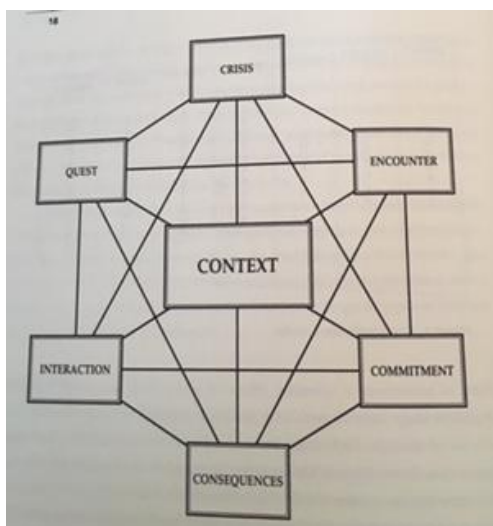 18
CRISIS
QUEST
ENCOUNTER
CONTEXT
INTERACTION
COMMITMENT
CONSEQUENCES